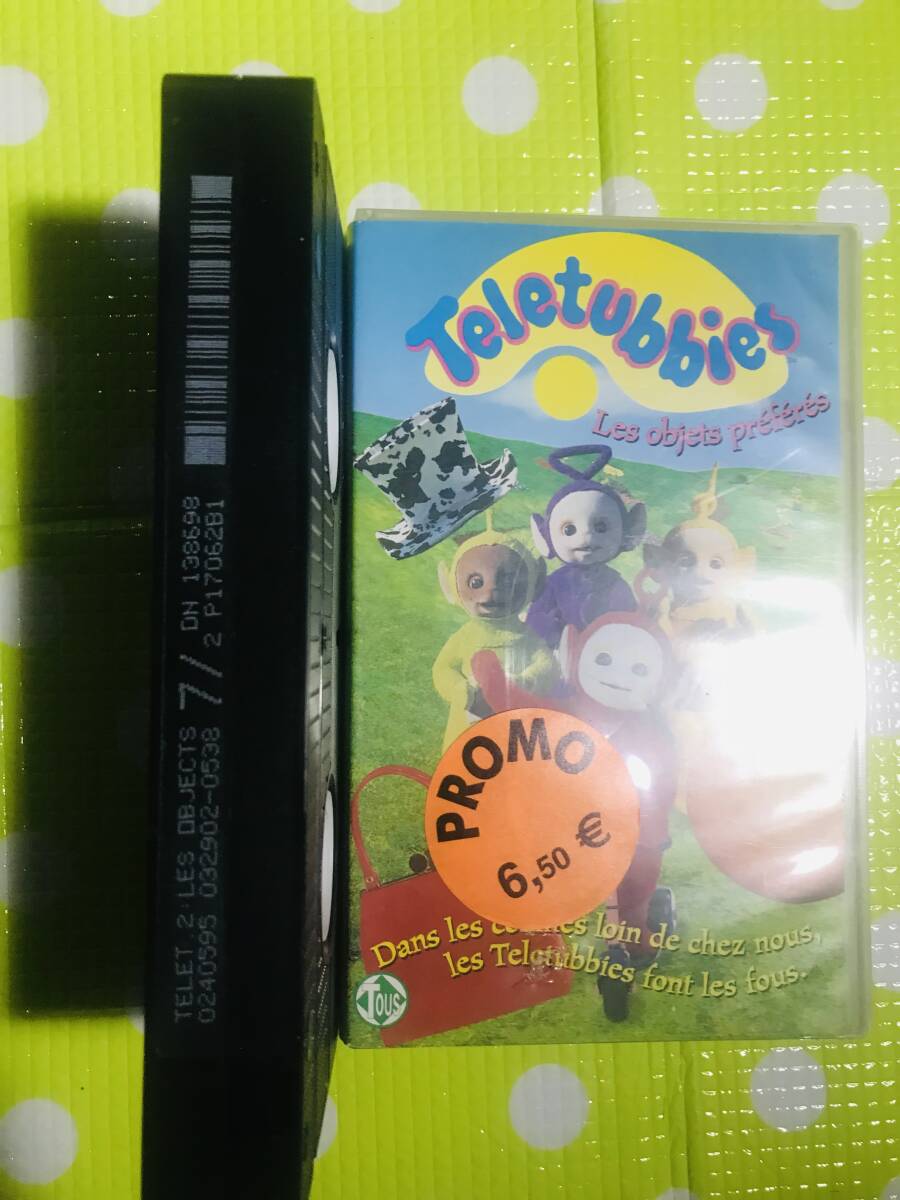 TELET 2:LES OBJECTS 7/ DN 138698
0240595 032902-0538 2 P17062B1
Teletubbies
Les objets préférés
PROMO
6,50 €
Dans les loin de chez nous,
les Teletubbies font les fous.
TOUS